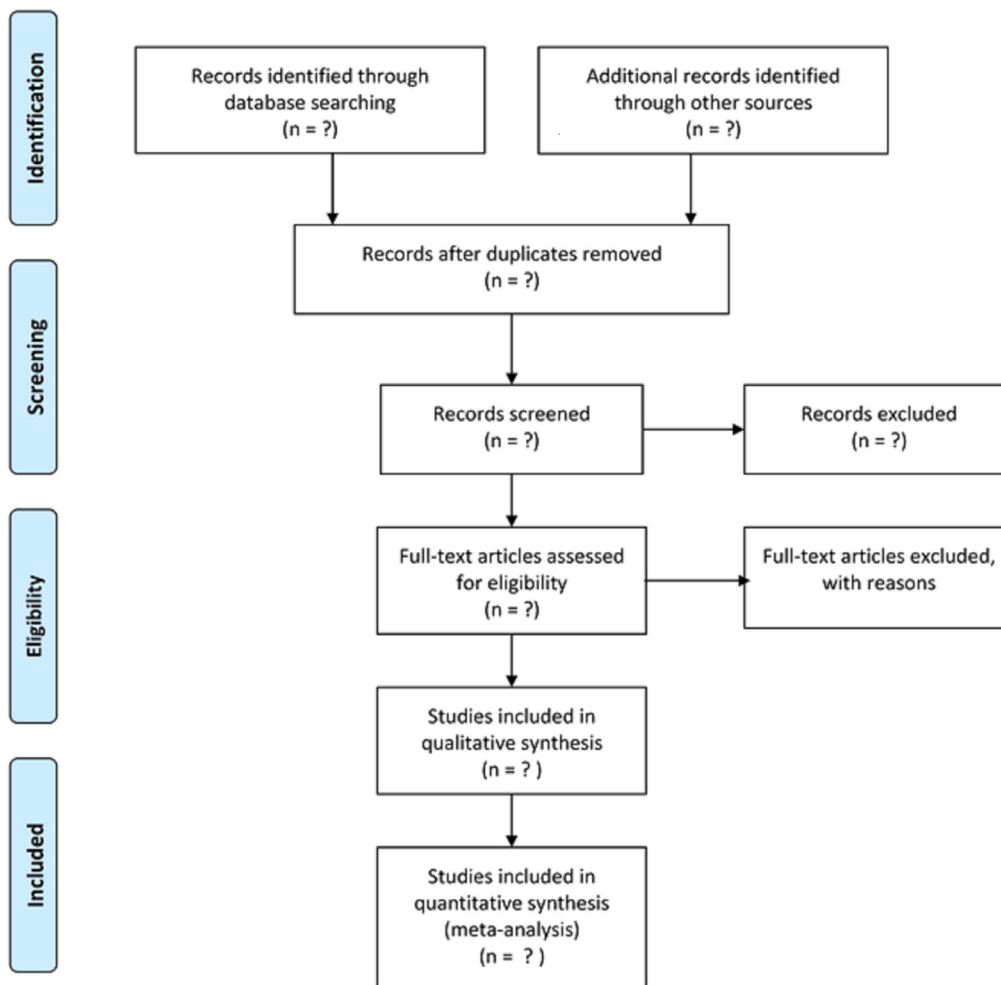 Identification
Records identified through
database searching
(n = ?)
Additional records identified
through other sources
(n = ?)
Records after duplicates removed
(n = ?)
Screening
Records screened
(n = ?)
Records excluded
(n = ?)
Eligibility
Full-text articles assessed
for eligibility
(n = ?)
Full-text articles excluded,
with reasons
Studies included in
qualitative synthesis
(n = ? )
Included
Studies included in
quantitative synthesis
(meta-analysis)
(n = ? )